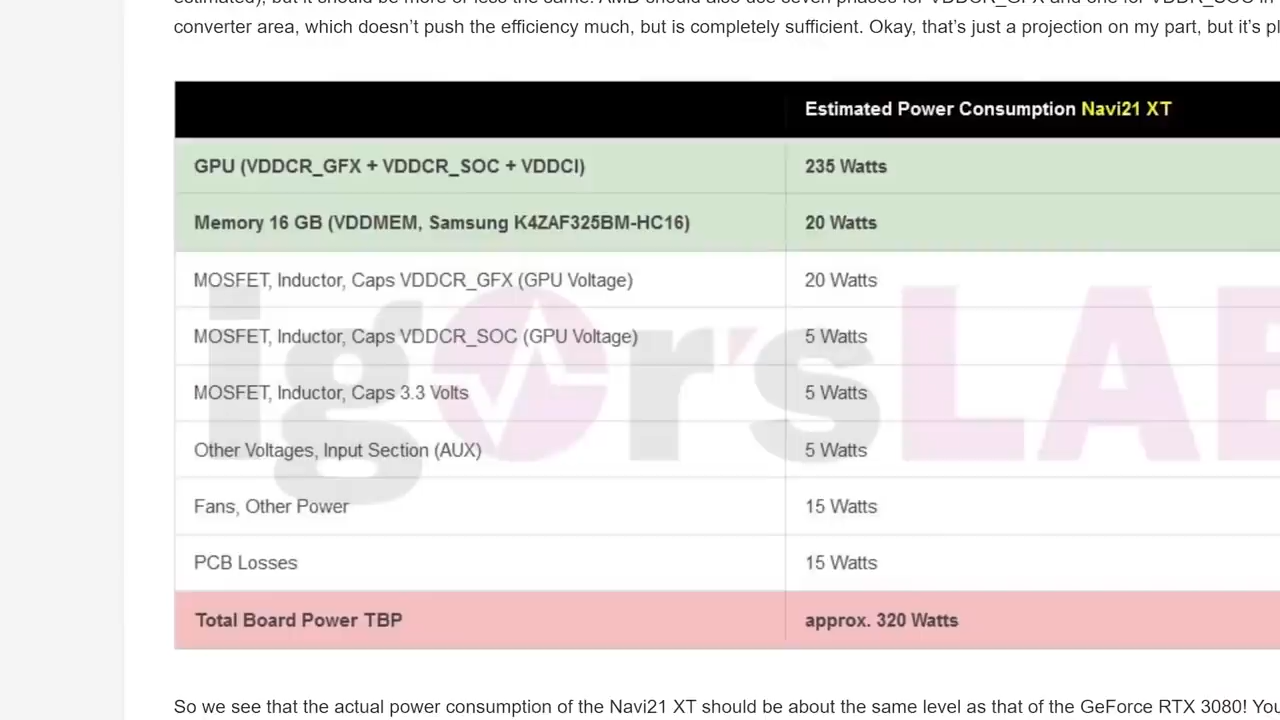 converter area, which doesn't push the efficiency much, but is completely sufficient. Okay, that's just a projection on my part, but it's
Estimated Power Consumption Navi21 XT
GPU (VDDCR_GFX + VDDCR_SOC + VDDCI) 235 Watts
Memory 16 GB (VDDMEM, Samsung K4ZAF325BM-HC16) 20 Watts
MOSFET, Inductor, Caps VDDCR_GFX (GPU Voltage) 20 Watts
MOSFET, Inductor, Caps VDDCR_SOC (GPU Voltage) 5 Watts
MOSFET, Inductor, Caps 3.3 Volts 5 Watts
Other Voltages, Input Section (AUX) 5 Watts
igor'sLAB
Fans, Other Power 15 Watts
PCB Losses 15 Watts
Total Board Power TBP approx. 320 Watts
So we see that the actual power consumption of the Navi21 XT should be about the same level as that of the GeForce RTX 3080! You